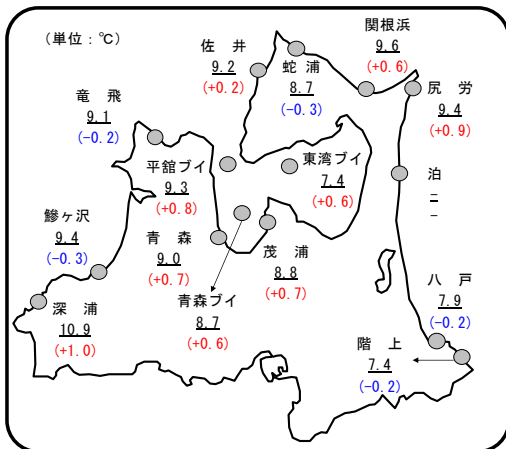 (単位：℃)
関根浜
9.6
(+0.6)
佐 井
9.2
(+0.2)
蛇 浦
8.7
(-0.3)
尻 労
9.4
(+0.9)
竜 飛
9.1
(-0.2)
平舘ブイ
9.3
(+0.8)
東湾ブイ
7.4
(+0.6)
泊
－
－
鰺ヶ沢
9.4
(-0.3)
青 森
9.0
(+0.7)
茂 浦
8.8
(+0.7)
青森ブイ
8.7
(+0.6)
深 浦
10.9
(+1.0)
八 戸
7.9
(-0.2)
階 上
7.4
(-0.2)